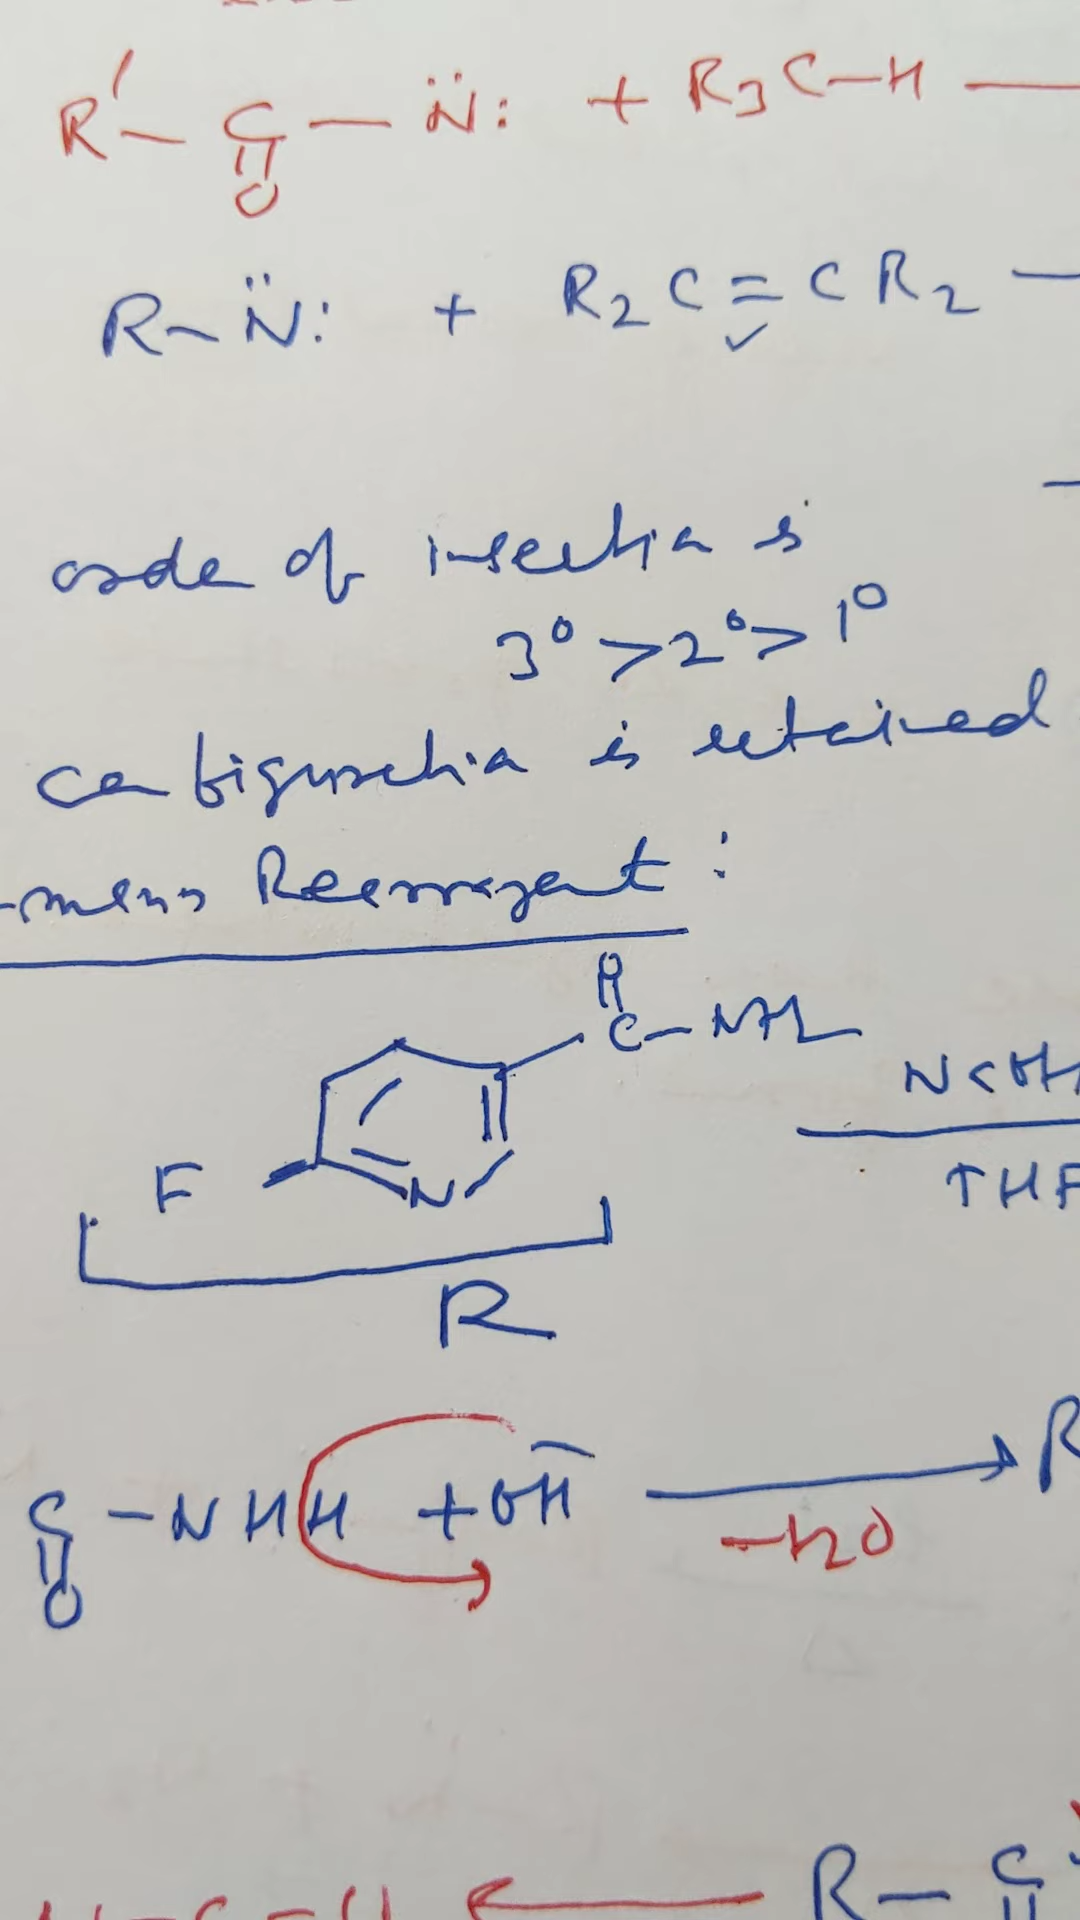 R' — C — N̈: + R3C—H —
O
R — N̈: + R2C = CR2 —
order of insertion is
3° > 2° > 1°
configuration is retained
Rearrangement :
O
C — NH2
NaOH
F
N
THF
R
C — NHH + OH⁻ → R
O
-H2O
R — C